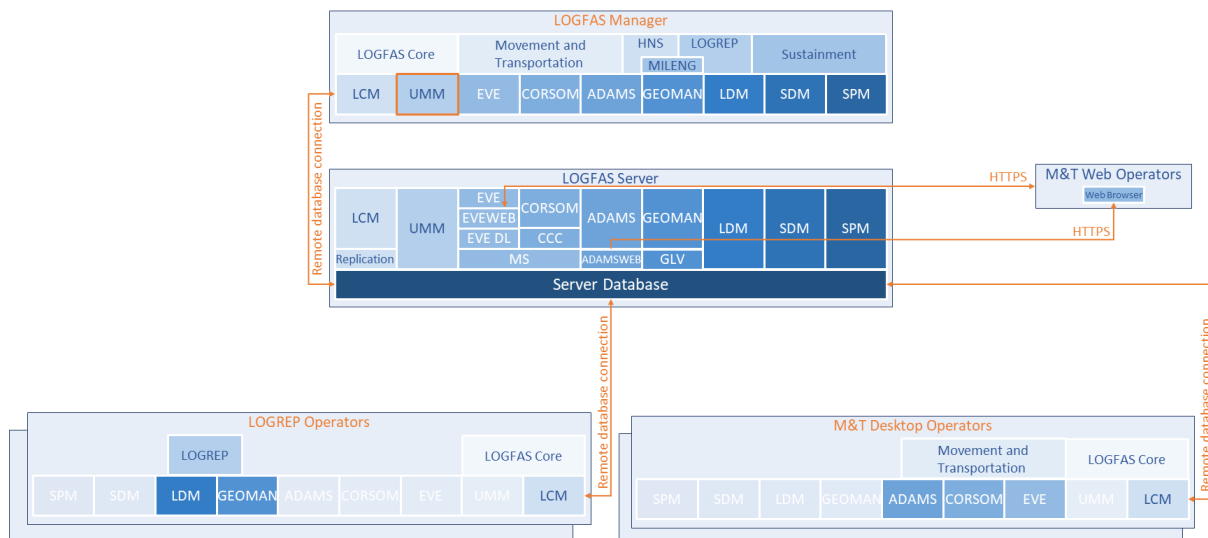 LOGFAS Manager
LOGFAS Core
Movement and
Transportation
HNS
LOGREP
MILENG
Sustainment
LCM
UMM
EVE
CORSOM
ADAMS
GEOMAN
LDM
SDM
SPM
Remote database connection
LOGFAS Server
LCM
Replication
UMM
EVE
EVEWEB
EVE DL
MS
CORSOM
CCC
ADAMS
ADAMSWEB
GEOMAN
GLV
LDM
SDM
SPM
Server Database
HTTPS
HTTPS
M&T Web Operators
Web Browser
Remote database connection
Remote database connection
LOGREP Operators
LOGREP
LOGFAS Core
SPM
SDM
LDM
GEOMAN
ADAMS
CORSOM
EVE
UMM
LCM
M&T Desktop Operators
Movement and
Transportation
LOGFAS Core
SPM
SDM
LDM
GEOMAN
ADAMS
CORSOM
EVE
UMM
LCM